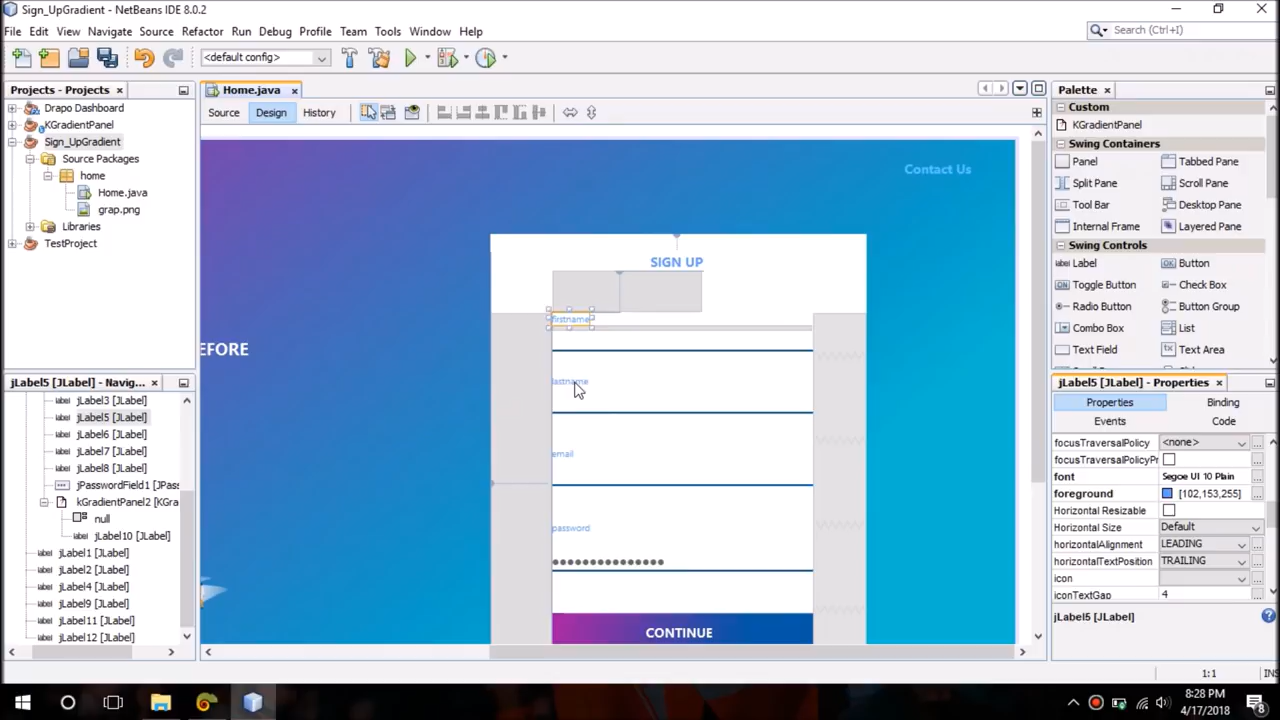 Sign_UpGradient - NetBeans IDE 8.0.2
File Edit View Navigate Source Refactor Run Debug Profile Team Tools Window Help
Search (Ctrl+I)
<default config>
Projects - Projects
Drapo Dashboard
KGradientPanel
Sign_UpGradient
Source Packages
home
Home.java
grap.png
Libraries
TestProject
Home.java
Source Design History
Contact Us
EFORE
SIGN UP
firstname
lastname
email
password
CONTINUE
Palette
Custom
KGradientPanel
Swing Containers
Panel Tabbed Pane
Split Pane Scroll Pane
Tool Bar Desktop Pane
Internal Frame Layered Pane
Swing Controls
Label Button
Toggle Button Check Box
Radio Button Button Group
Combo Box List
Text Field Text Area
jLabel5 [JLabel] - Navig...
jLabel3 [JLabel]
jLabel5 [JLabel]
jLabel6 [JLabel]
jLabel7 [JLabel]
jLabel8 [JLabel]
jPasswordField1 [JPass
kGradientPanel2 [KGra
null
jLabel10 [JLabel]
jLabel1 [JLabel]
jLabel2 [JLabel]
jLabel4 [JLabel]
jLabel9 [JLabel]
jLabel11 [JLabel]
jLabel12 [JLabel]
jLabel5 [JLabel] - Properties
Properties Binding
Events Code
focusTraversalPolicy <none>
focusTraversalPolicyPr
font Segoe UI 10 Plain
foreground [102,153,255]
Horizontal Resizable
Horizontal Size Default
horizontalAlignment LEADING
horizontalTextPosition TRAILING
icon
iconTextGap 4
jLabel5 [JLabel]
1:1 INS
8:28 PM
4/17/2018
8